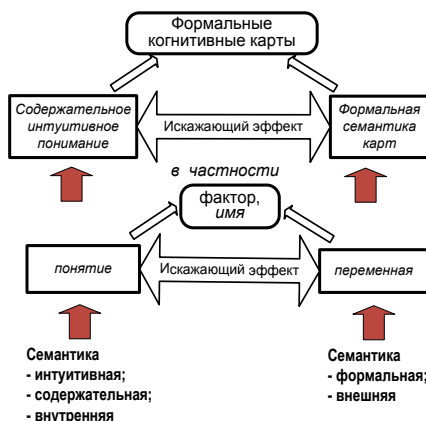 Формальные
когнитивные карты
Содержательное
интуитивное
понимание
Искажающий эффект
Формальная
семантика
карт
в частности
фактор,
имя
понятие
Искажающий эффект
переменная
Семантика
- интуитивная;
- содержательная;
- внутренняя
Семантика
- формальная;
- внешняя